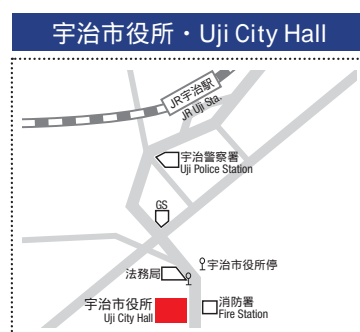 宇治市役所・Uji City Hall
JR宇治駅
JR Uji Sta.
宇治警察署
Uji Police Station
GS
宇治市役所停
法務局
宇治市役所
Uji City Hall
消防署
Fire Station